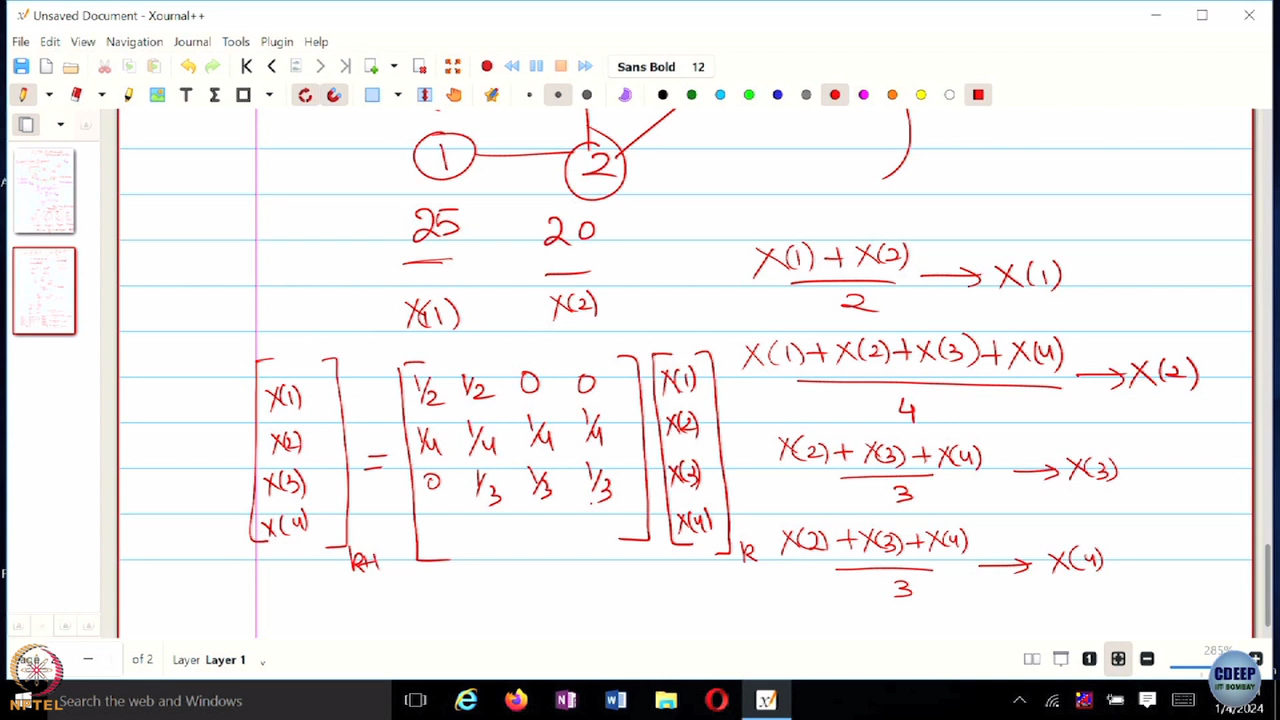 Unsaved Document - Xournal++
File Edit View Navigation Journal Tools Plugin Help
Sans Bold 12
1 2
25 20
X(1) X(2)
X(1) + X(2) / 2 → X(1)
X(1) + X(2) + X(3) + X(4) / 4 → X(2)
X(2) + X(3) + X(4) / 3 → X(3)
X(2) + X(3) + X(4) / 3 → X(4)
X(1) 1/2 1/2 0 0 X(1)
X(2) = 1/4 1/4 1/4 1/4 X(2)
X(3) 0 1/3 1/3 1/3 X(3)
X(4) X(4)
k+1 k
of 2 Layer Layer 1
285%
NPTEL
Search the web and Windows
CDEEP
IIT BOMBAY
1/4/2024